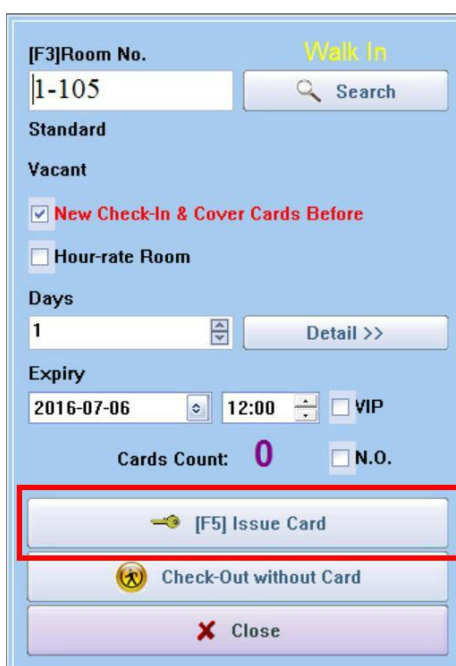 [F3]Room No.
Walk In
1-105
Search
Standard
Vacant
New Check-In & Cover Cards Before
Hour-rate Room
Days
1
Detail >>
Expiry
2016-07-06
12:00
VIP
Cards Count: 0
N.O.
[F5] Issue Card
Check-Out without Card
Close